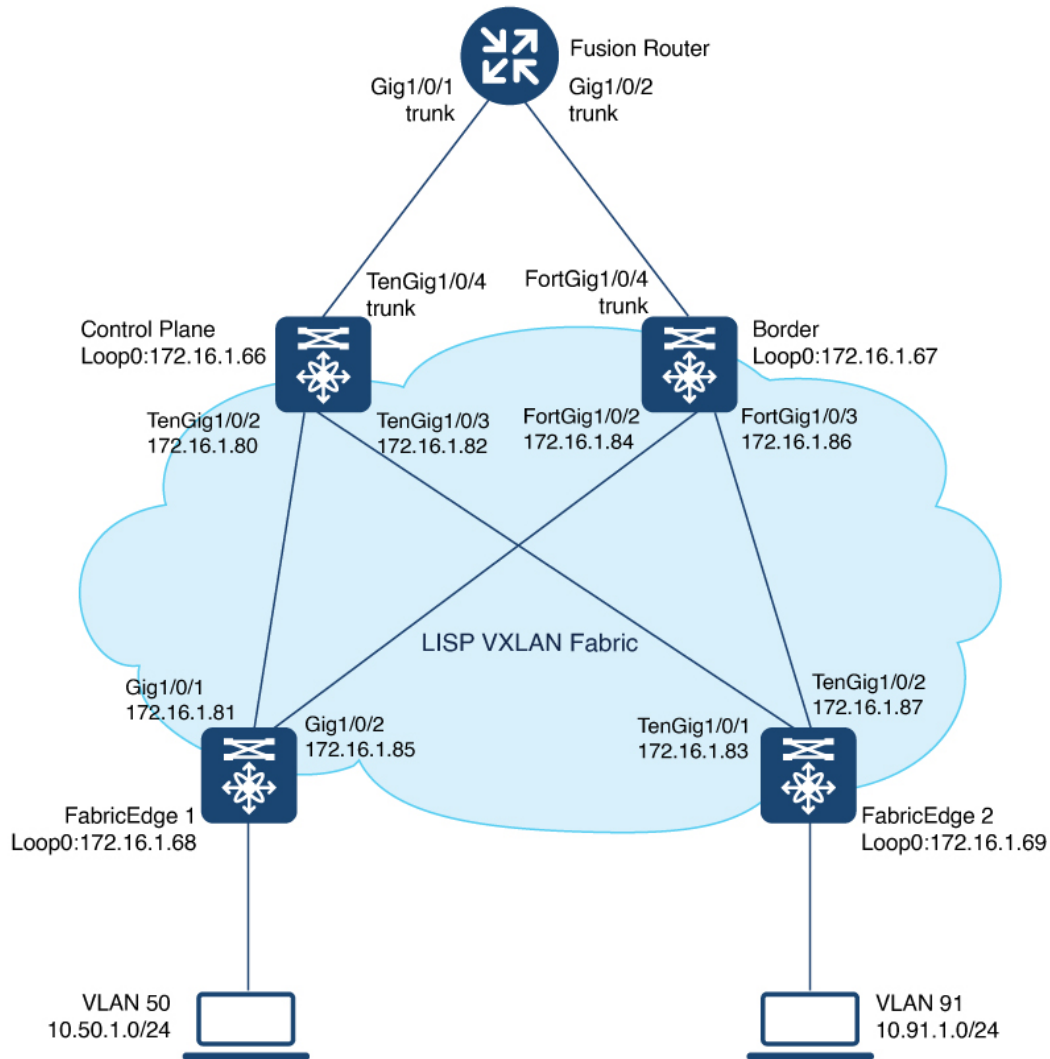 Fusion Router
Gig1/0/1
trunk
Gig1/0/2
trunk
TenGig1/0/4
trunk
FortGig1/0/4
trunk
Control Plane
Loop0:172.16.1.66
Border
Loop0:172.16.1.67
TenGig1/0/2
172.16.1.80
TenGig1/0/3
172.16.1.82
FortGig1/0/2
172.16.1.84
FortGig1/0/3
172.16.1.86
LISP VXLAN Fabric
Gig1/0/1
172.16.1.81
Gig1/0/2
172.16.1.85
TenGig1/0/1
172.16.1.83
TenGig1/0/2
172.16.1.87
FabricEdge 1
Loop0:172.16.1.68
FabricEdge 2
Loop0:172.16.1.69
VLAN 50
10.50.1.0/24
VLAN 91
10.91.1.0/24